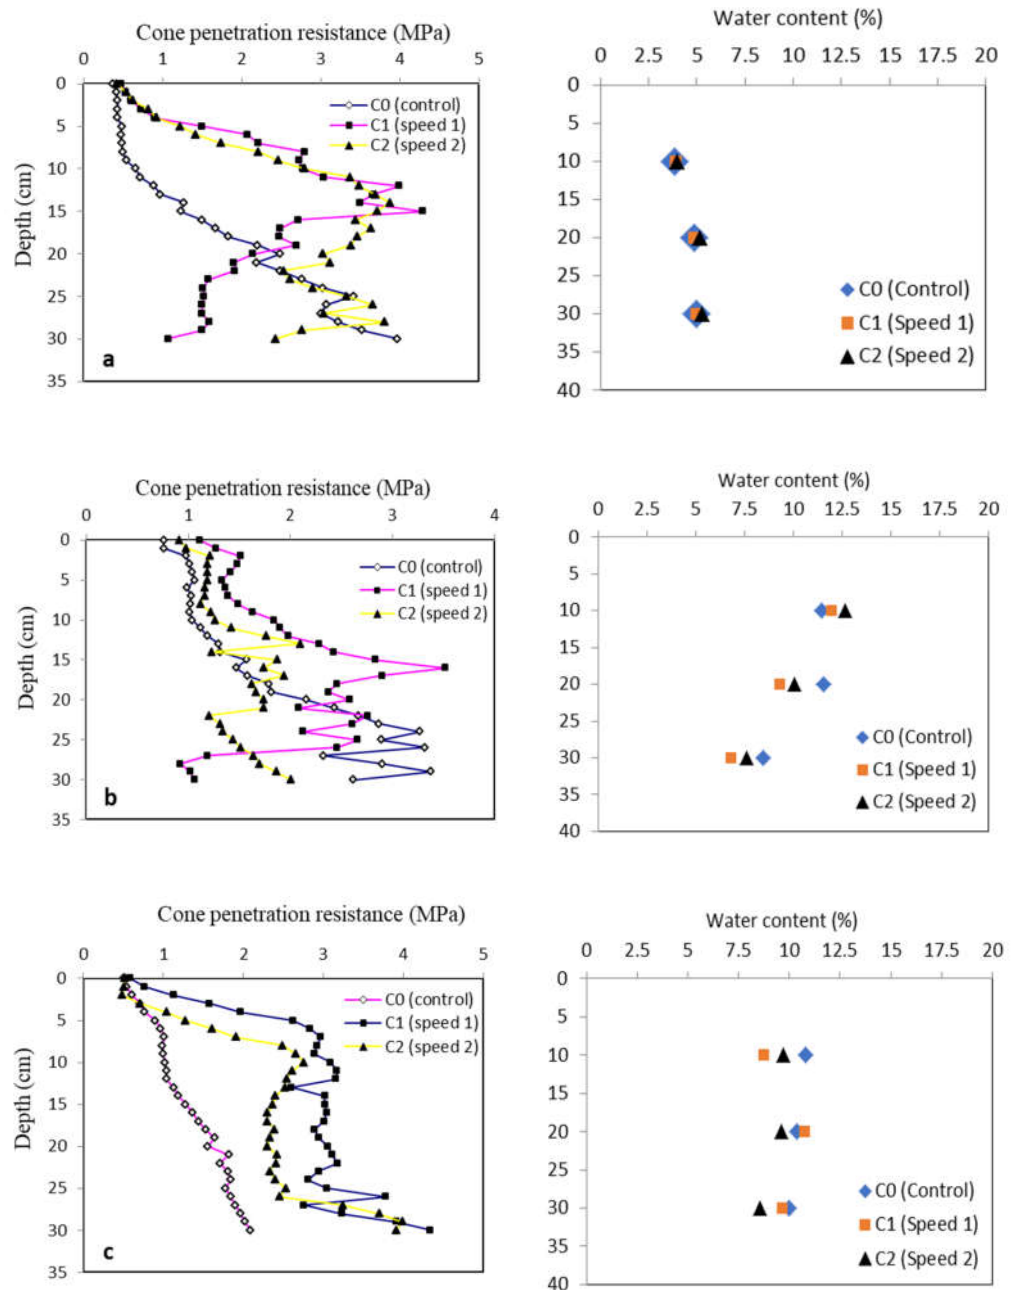 Cone penetration resistance (MPa)
0 1 2 3 4 5
0
5
10
15
20
25
30
35
Depth (cm)
C0 (control)
C1 (speed 1)
C2 (speed 2)
a
Water content (%)
0 2.5 5 7.5 10 12.5 15 17.5 20
0
5
10
15
20
25
30
35
40
C0 (Control)
C1 (Speed 1)
C2 (Speed 2)
Cone penetration resistance (MPa)
0 1 2 3 4
0
5
10
15
20
25
30
35
Depth (cm)
C0 (control)
C1 (speed 1)
C2 (speed 2)
b
Water content (%)
0 2.5 5 7.5 10 12.5 15 17.5 20
0
5
10
15
20
25
30
35
40
C0 (Control)
C1 (Speed 1)
C2 (Speed 2)
Cone penetration resistance (MPa)
0 1 2 3 4 5
0
5
10
15
20
25
30
35
Depth (cm)
C0 (control)
C1 (speed 1)
C2 (speed 2)
c
Water content (%)
0 2.5 5 7.5 10 12.5 15 17.5 20
0
5
10
15
20
25
30
35
40
C0 (Control)
C1 (Speed 1)
C2 (Speed 2)